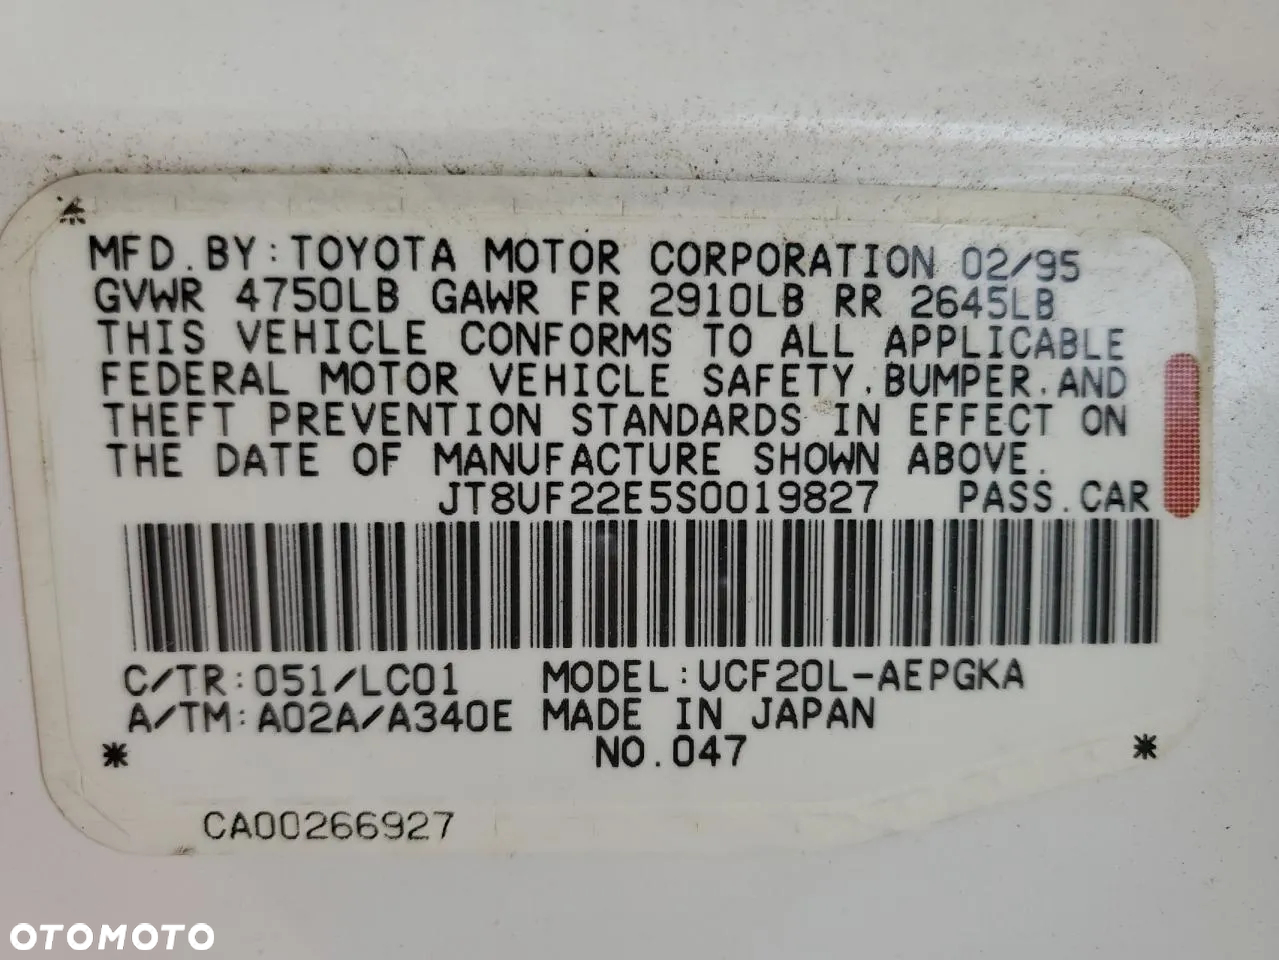 MFD. BY: TOYOTA MOTOR CORPORATION 02/95
GVWR 4750LB GAWR FR 2910LB RR 2645LB
THIS VEHICLE CONFORMS TO ALL APPLICABLE
FEDERAL MOTOR VEHICLE SAFETY, BUMPER, AND
THEFT PREVENTION STANDARDS IN EFFECT ON
THE DATE OF MANUFACTURE SHOWN ABOVE.
JT8UF22E5S0019827 PASS. CAR
C/TR: 051/LC01 MODEL: UCF20L-AEPGKA
A/TM: A02A/A340E MADE IN JAPAN
* NO. 047 *
CA00266927
OTOMOTO